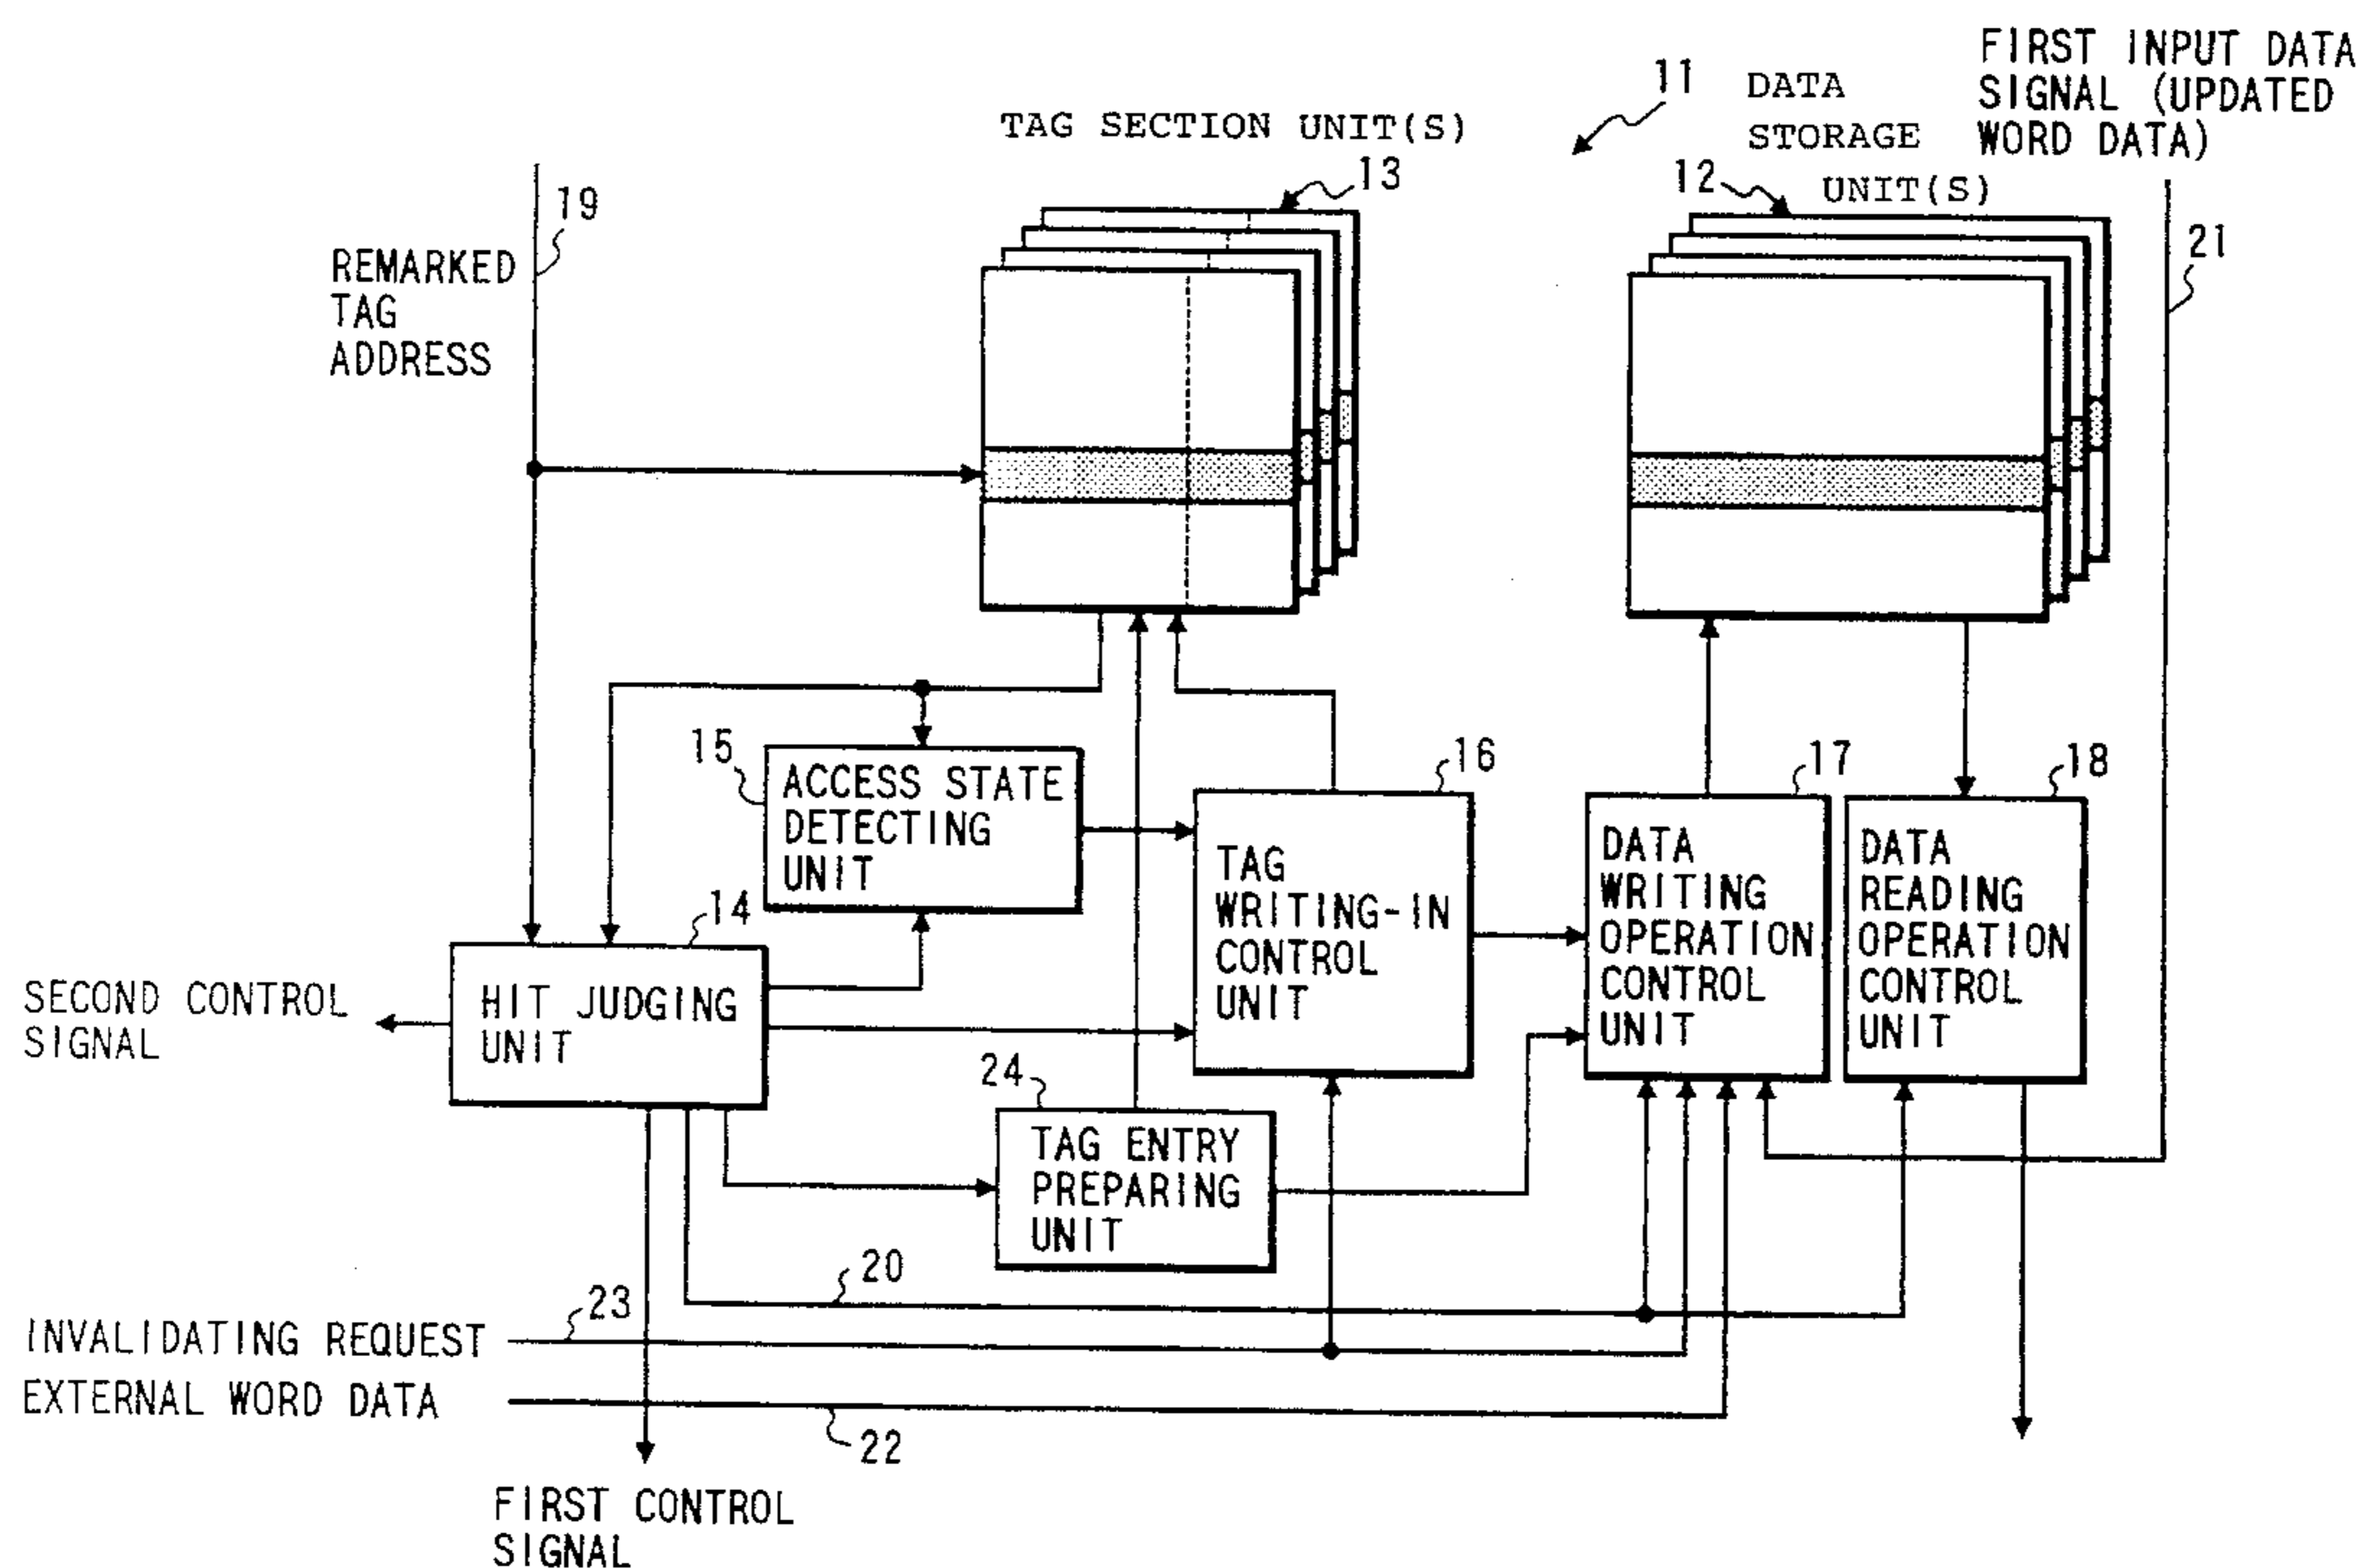 FIRST INPUT DATA
SIGNAL (UPDATED
WORD DATA)
11
DATA
STORAGE
UNIT(S)
12
TAG SECTION UNIT(S)
13
19
REMARKED
TAG
ADDRESS
21
15
ACCESS STATE
DETECTING
UNIT
16
TAG
WRITING-IN
CONTROL
UNIT
17
DATA
WRITING
OPERATION
CONTROL
UNIT
18
DATA
READING
OPERATION
CONTROL
UNIT
14
HIT JUDGING
UNIT
SECOND CONTROL
SIGNAL
24
TAG ENTRY
PREPARING
UNIT
20
23
INVALIDATING REQUEST
EXTERNAL WORD DATA
22
FIRST CONTROL
SIGNAL